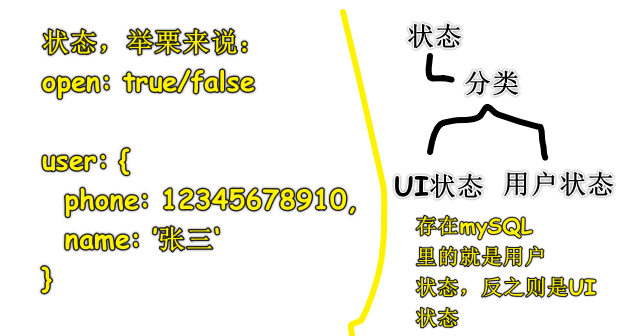 状态，举栗来说：
open: true/false
user: {
phone: 12345678910,
name: '张三'
}
状态
分类
UI状态 用户状态
存在mySQL
里的就是用户
状态，反之则是UI
状态